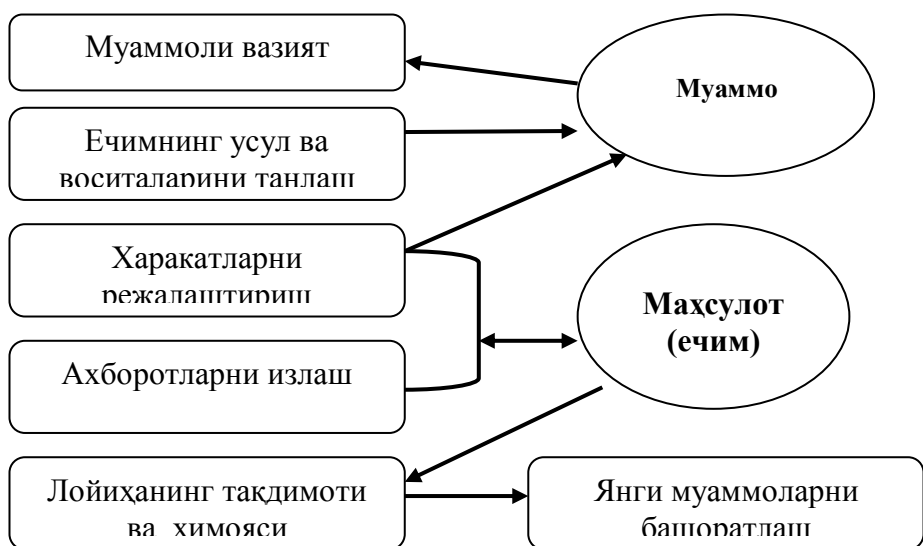 Муаммоли вазият
Муаммо
Ечимнинг усул ва
воситаларини танлаш
Харакатларни
режалаштириш
Маҳсулот
(ечим)
Ахборотларни излаш
Лойиҳанинг тақдимоти
ва химояси
Янги муаммоларни
башоратлаш